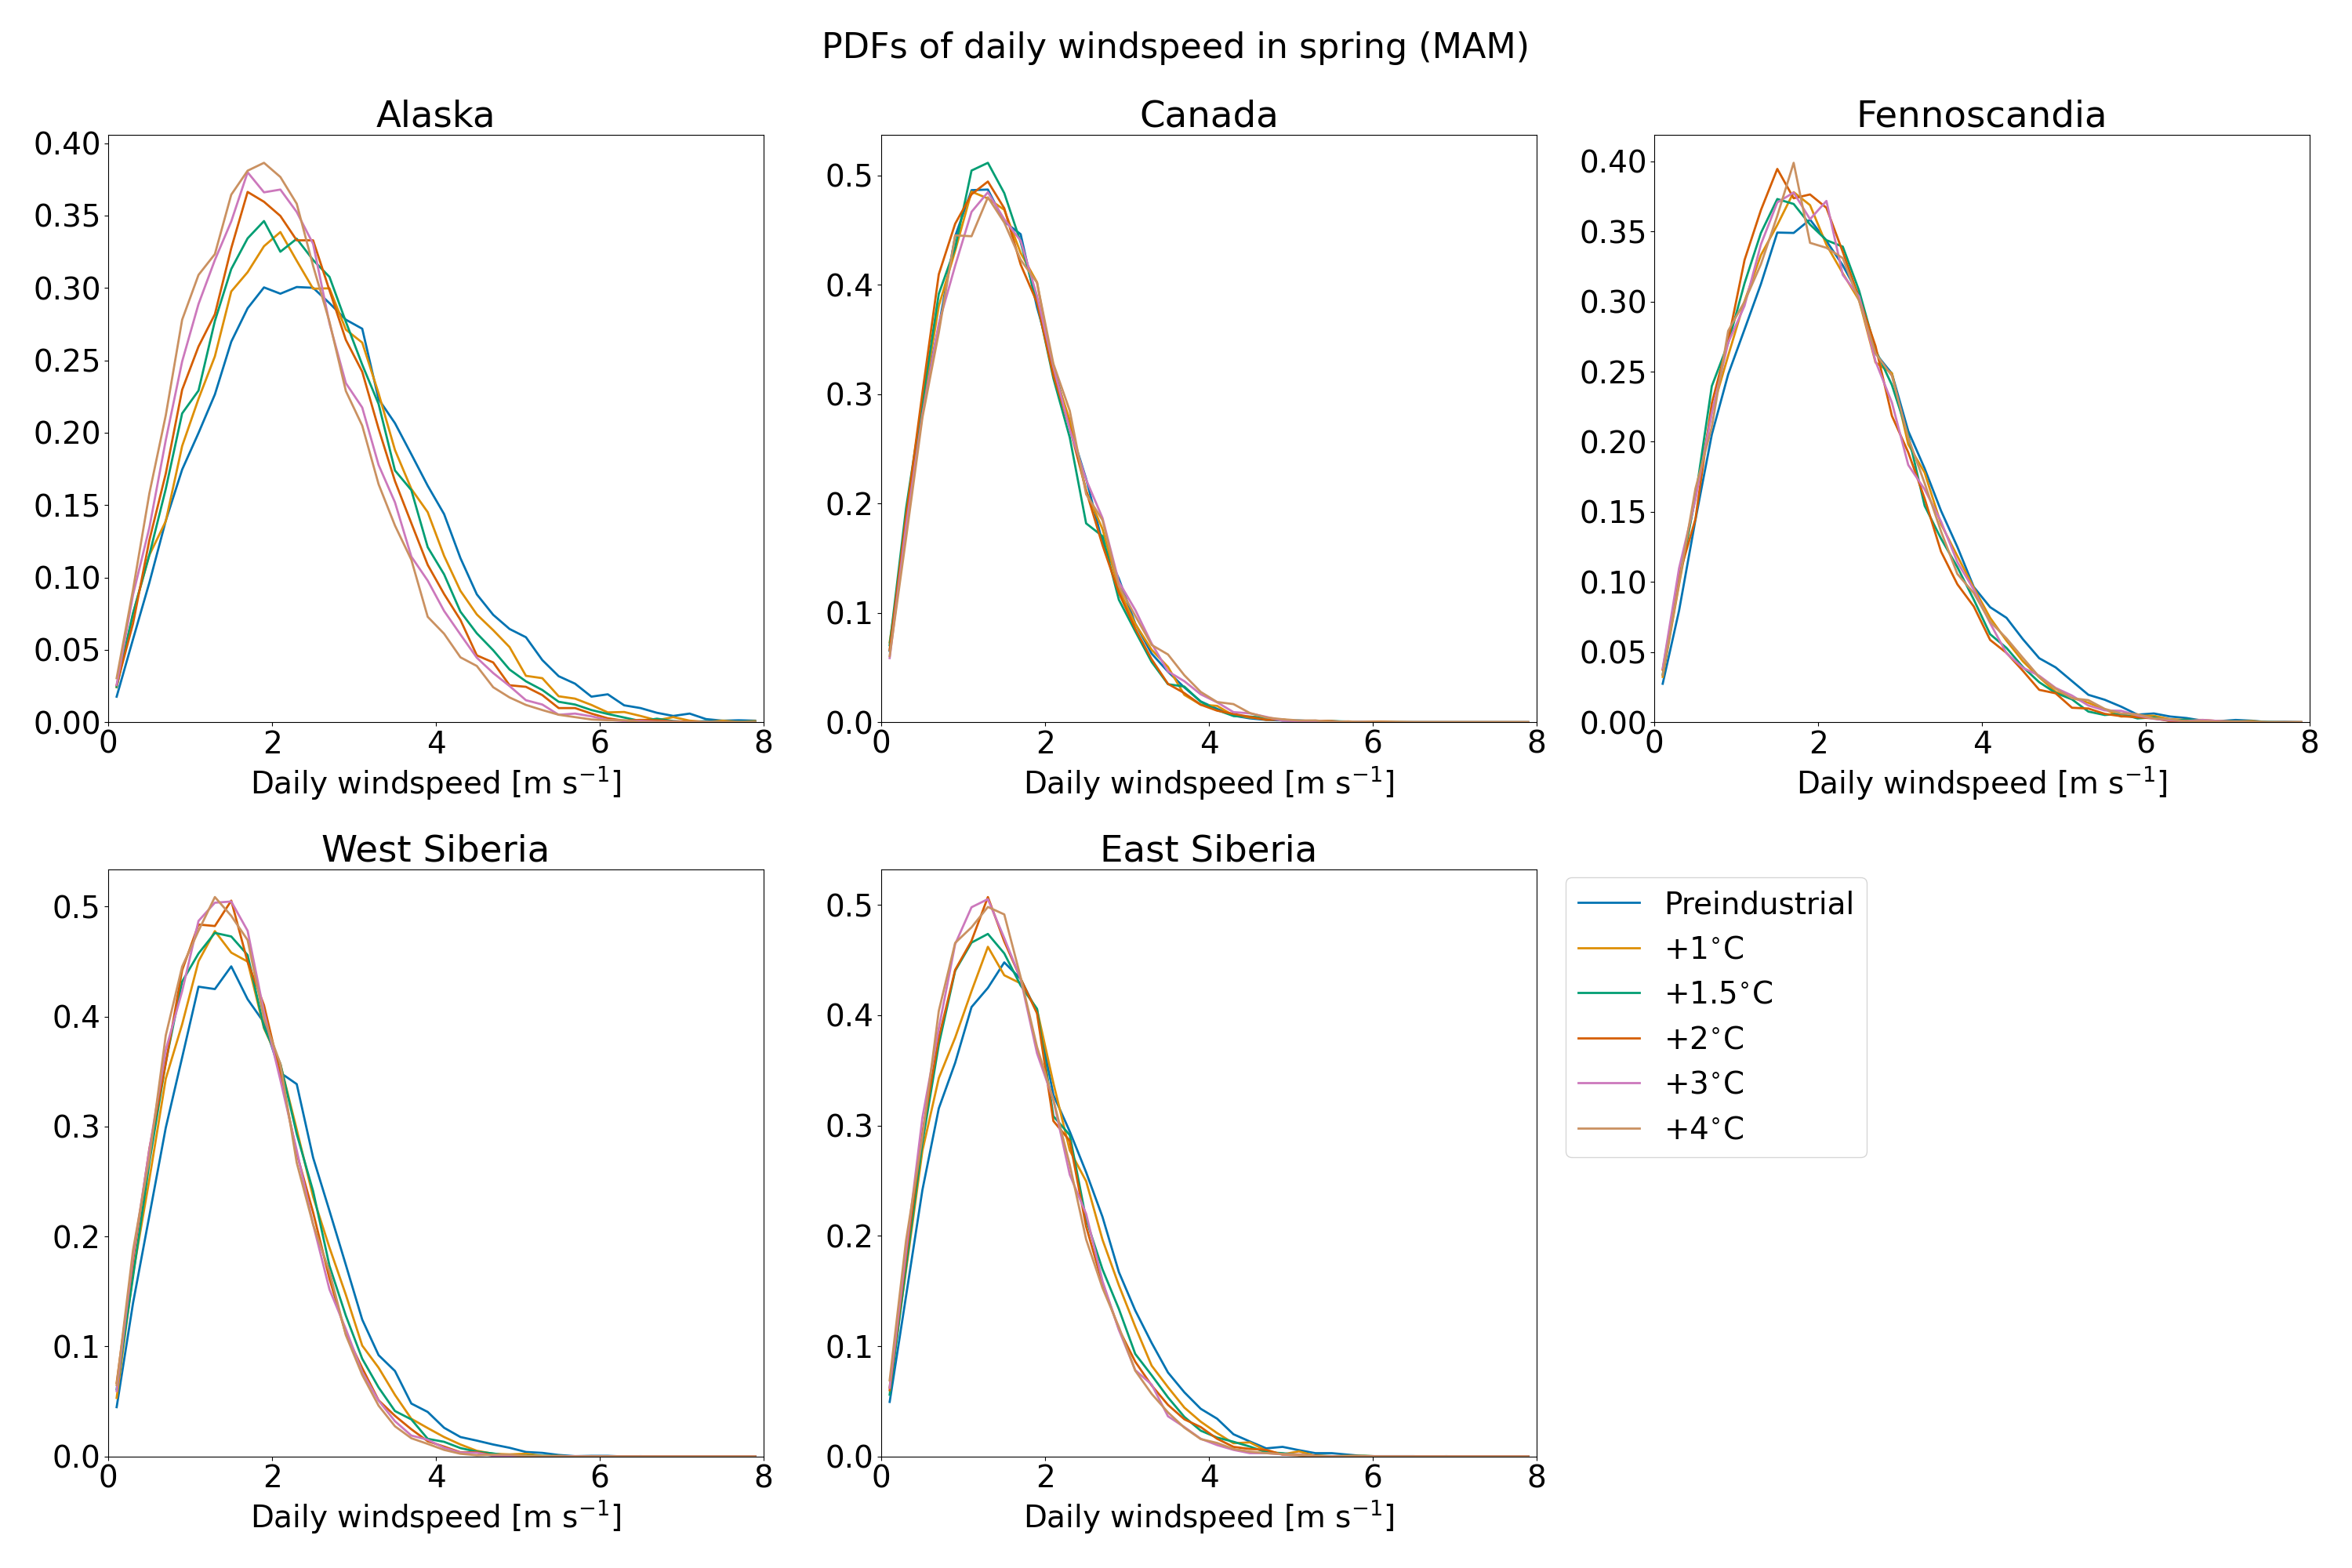 PDFs of daily windspeed in spring (MAM)
Alaska
0.40
0.35
0.30
0.25
0.20
0.15
0.10
0.05
0.00
0 2 4 6 8
Daily windspeed [m s⁻¹]
Canada
0.5
0.4
0.3
0.2
0.1
0.0
0 2 4 6 8
Daily windspeed [m s⁻¹]
Fennoscandia
0.40
0.35
0.30
0.25
0.20
0.15
0.10
0.05
0.00
0 2 4 6 8
Daily windspeed [m s⁻¹]
West Siberia
0.5
0.4
0.3
0.2
0.1
0.0
0 2 4 6 8
Daily windspeed [m s⁻¹]
East Siberia
0.5
0.4
0.3
0.2
0.1
0.0
0 2 4 6 8
Daily windspeed [m s⁻¹]
Preindustrial
+1°C
+1.5°C
+2°C
+3°C
+4°C